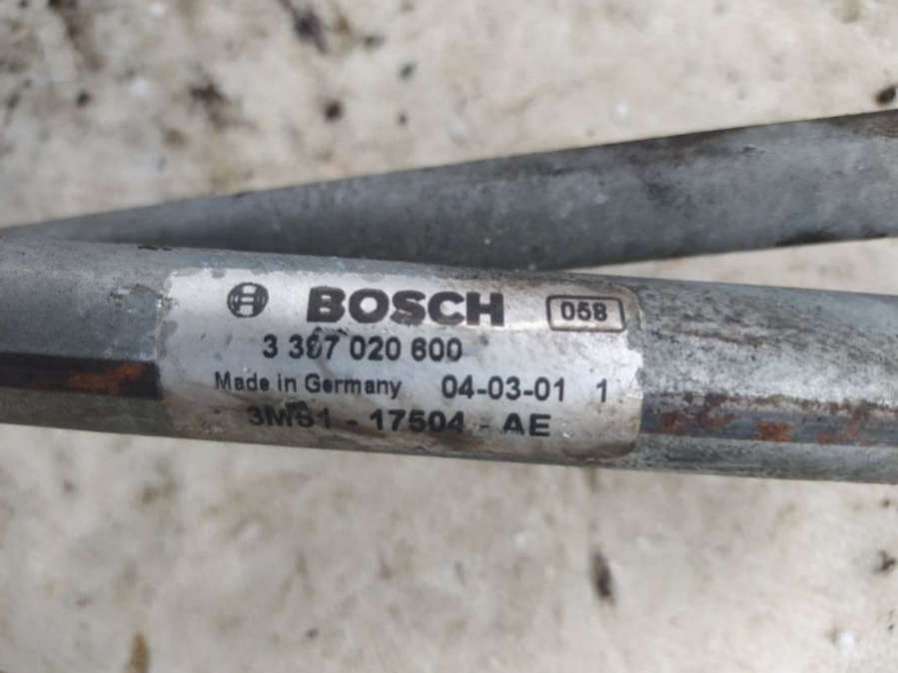 BOSCH 058
3 397 020 600
Made in Germany 04-03-01 1
3M51 - 17504 - AE